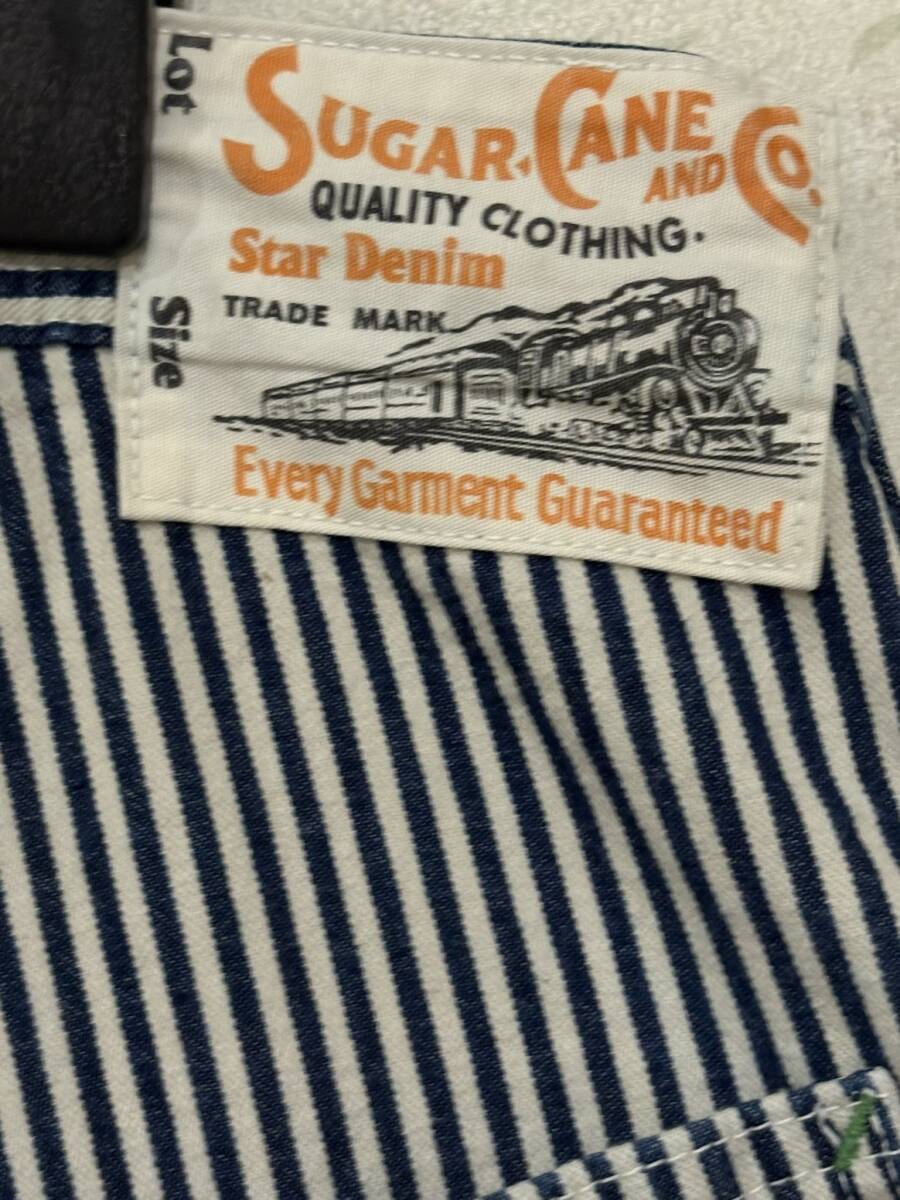 Lot
Size
SUGAR-CANE AND CO.
QUALITY CLOTHING.
Star Denim
TRADE MARK
Every Garment Guaranteed